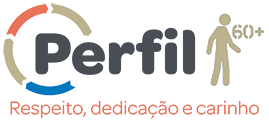 Perfil 60+
Respeito, dedicação e carinho